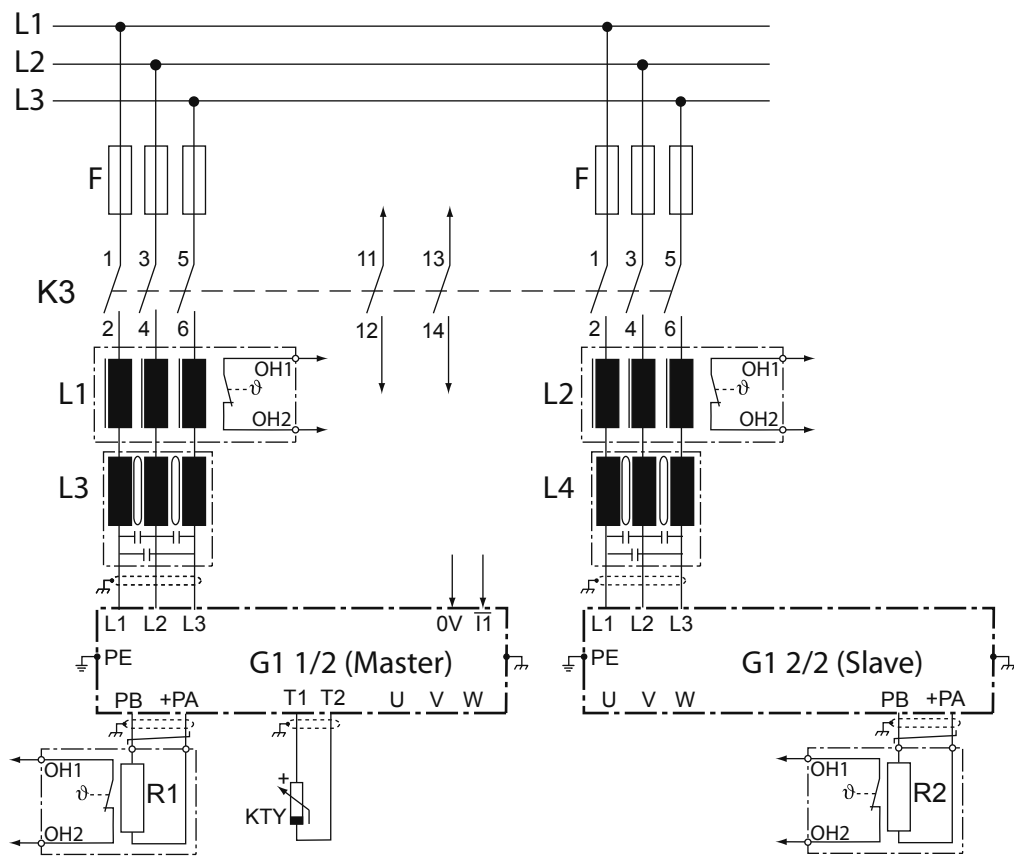 L1
L2
L3
F
F
1 3 5 11 13 1 3 5
K3
2 4 6 12 14 2 4 6
L1 OH1 L2 OH1
ϑ ϑ
OH2 OH2
L3 L4
L1 L2 L3 0V I1 L1 L2 L3
PE G1 1/2 (Master) PE G1 2/2 (Slave)
PB +PA T1 T2 U V W U V W PB +PA
OH1 OH1
ϑ R1 + ϑ R2
KTY
OH2 OH2